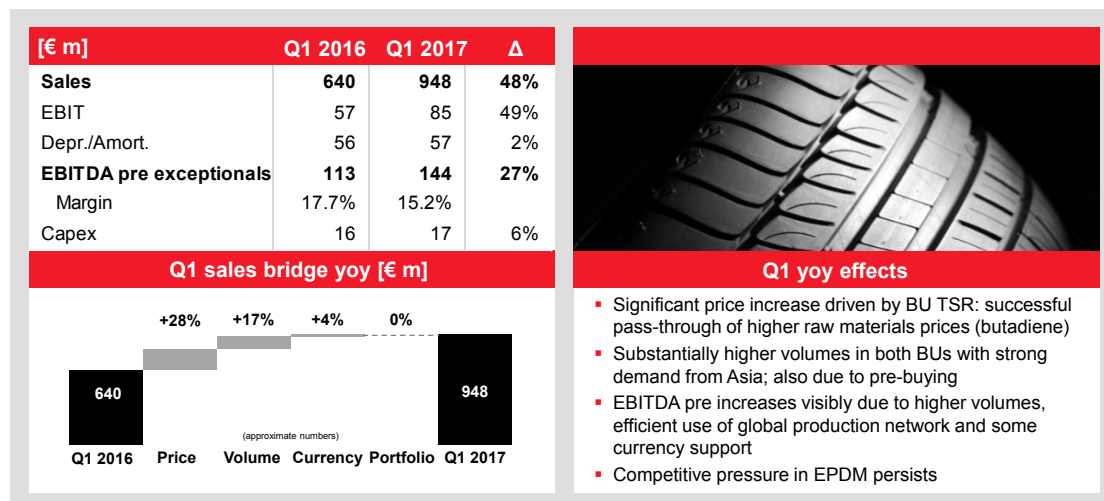 [€ m] Q1 2016 Q1 2017 Δ
Sales 640 948 48%
EBIT 57 85 49%
Depr./Amort. 56 57 2%
EBITDA pre exceptionals 113 144 27%
Margin 17.7% 15.2%
Capex 16 17 6%
Q1 sales bridge yoy [€ m]
+28% +17% +4% 0%
640
948
(approximate numbers)
Q1 2016 Price Volume Currency Portfolio Q1 2017
Q1 yoy effects
▪ Significant price increase driven by BU TSR: successful
pass-through of higher raw materials prices (butadiene)
▪ Substantially higher volumes in both BUs with strong
demand from Asia; also due to pre-buying
▪ EBITDA pre increases visibly due to higher volumes,
efficient use of global production network and some
currency support
▪ Competitive pressure in EPDM persists